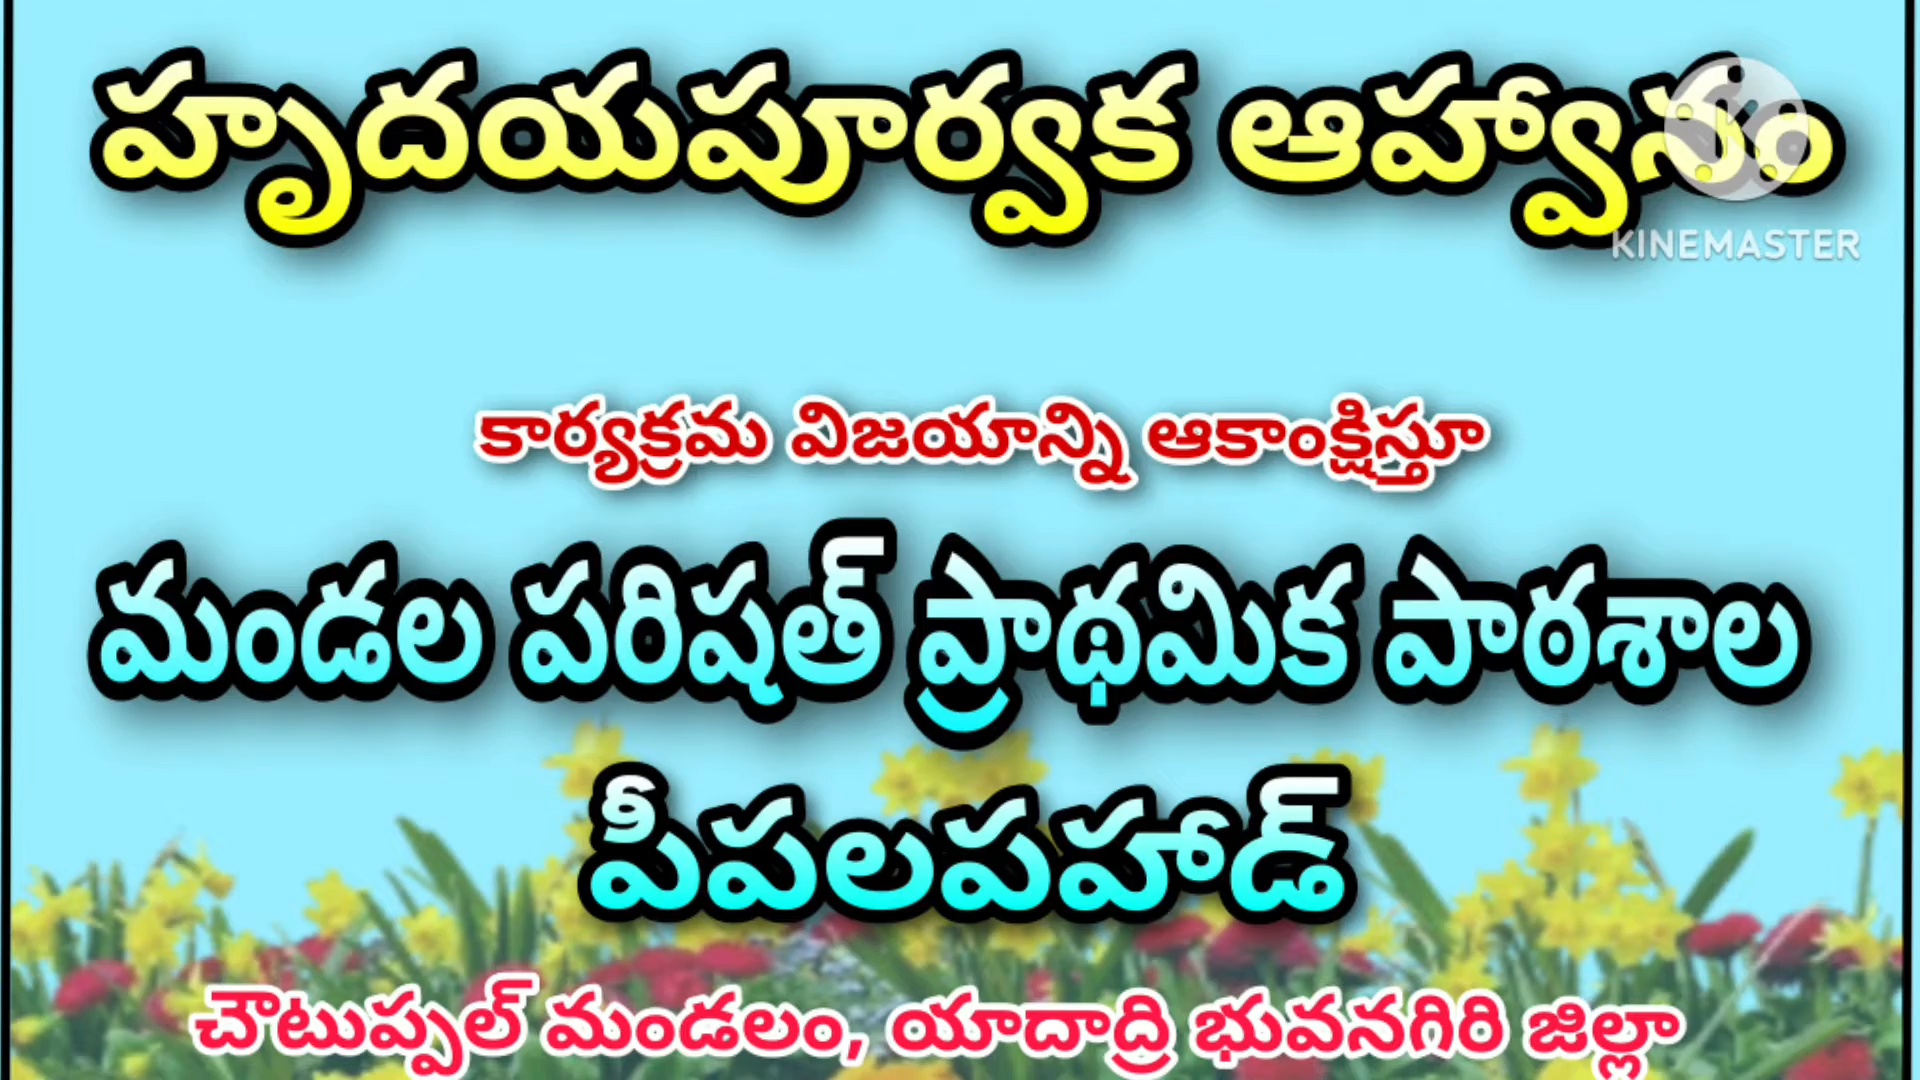 హృదయపూర్వక ఆహ్వానం
KINEMASTER
కార్యక్రమ విజయాన్ని ఆకాంక్షిస్తూ
మండల పరిషత్ ప్రాథమిక పాఠశాల
పీపలపహాడ్
చౌటుప్పల్ మండలం, యాదాద్రి భువనగిరి జిల్లా